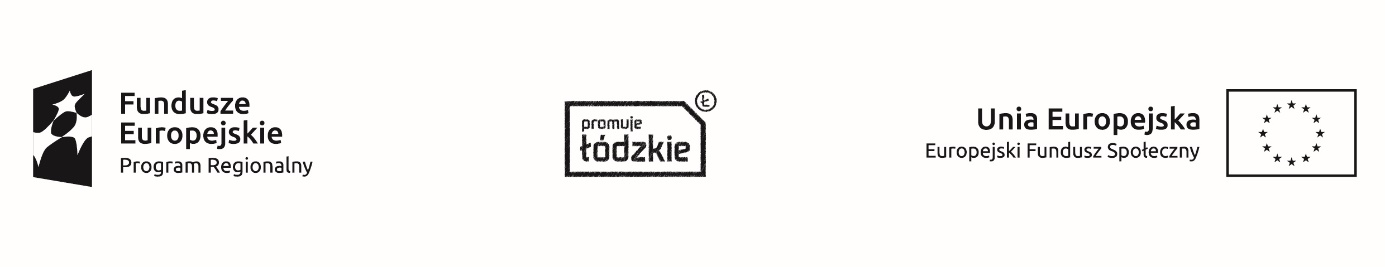 Fundusze
Europejskie
Program Regionalny
promuje
łódzkie
Ł
Unia Europejska
Europejski Fundusz Społeczny